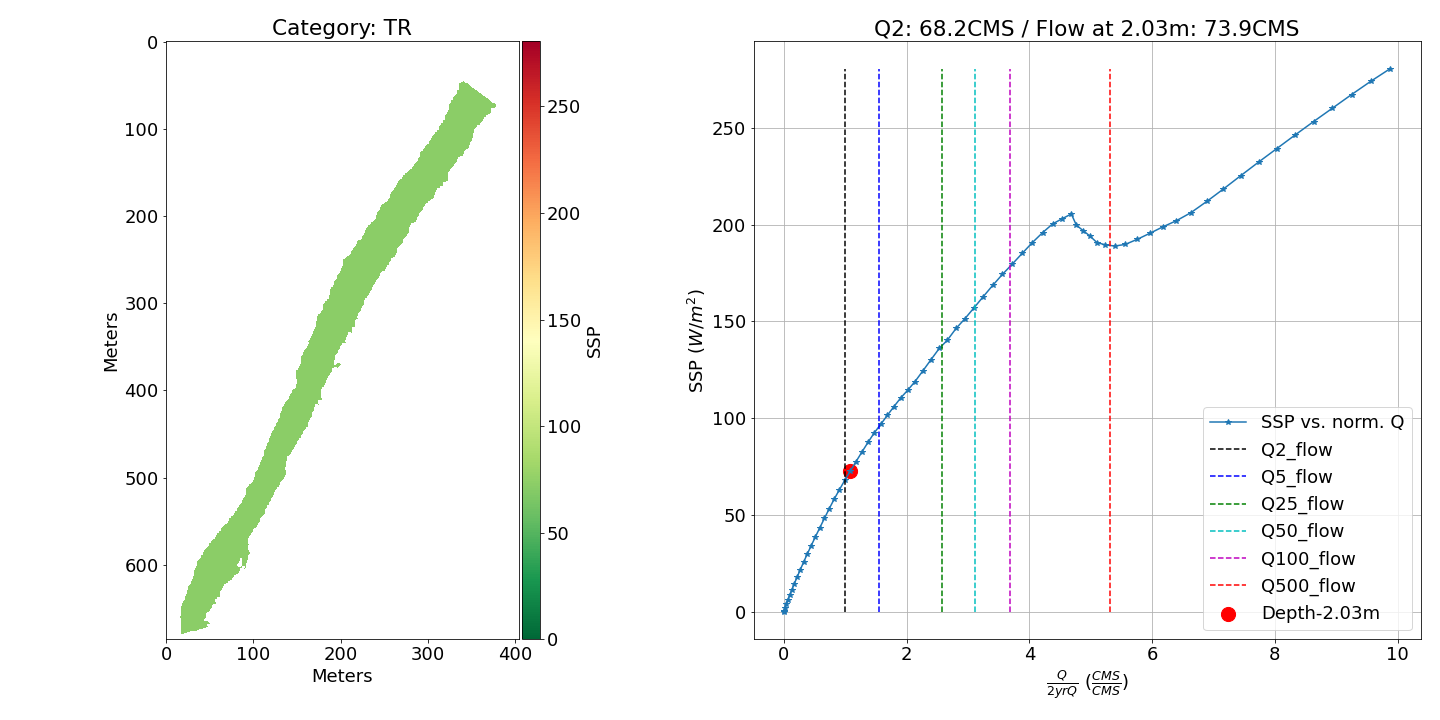 Category: TR
0
100
200
300
400
500
600
Meters
0
100
200
300
400
Meters
250
200
150
100
50
0
SSP
Q2: 68.2CMS / Flow at 2.03m: 73.9CMS
250
200
150
100
50
0
SSP (W/m²)
0
2
4
6
8
10
Q/2yrQ (CMS/CMS)
SSP vs. norm. Q
Q2_flow
Q5_flow
Q25_flow
Q50_flow
Q100_flow
Q500_flow
Depth-2.03m